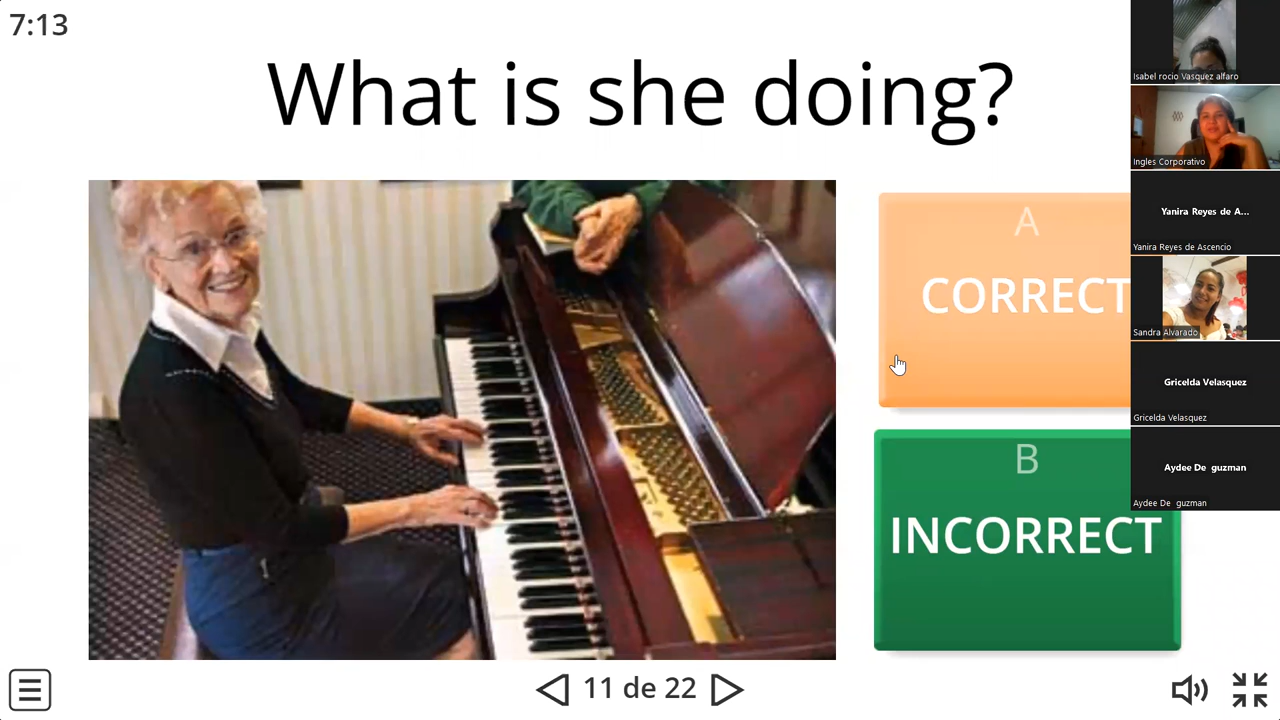 7:13
What is she doing?
A
CORRECT
B
INCORRECT
11 de 22
Isabel rocio Vasquez alfaro
Ingles Corporativo
Yanira Reyes de A...
Yanira Reyes de Ascencio
Sandra Alvarado
Gricelda Velasquez
Gricelda Velasquez
Aydee De guzman
Aydee De guzman